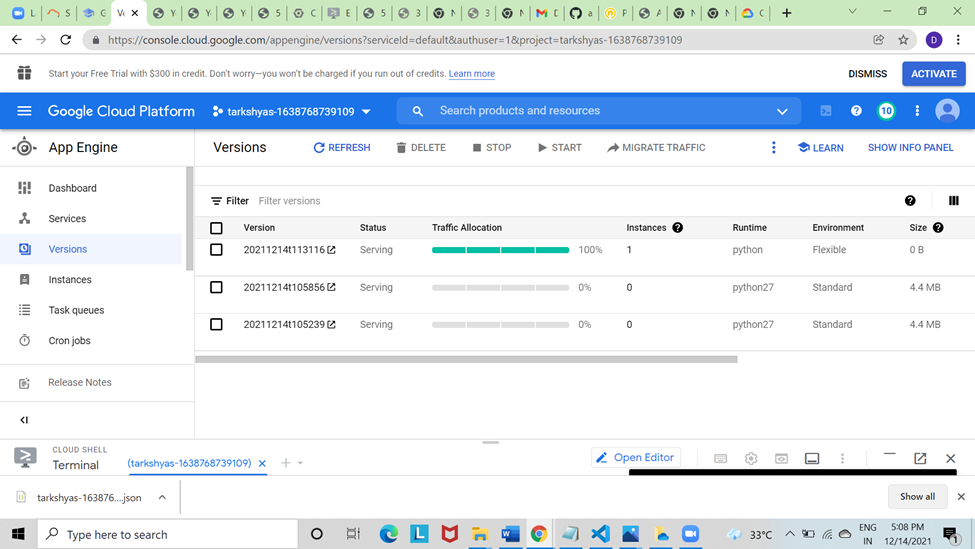 https://console.cloud.google.com/appengine/versions?serviceId=default&authuser=1&project=tarkshyas-1638768739109
D
Start your Free Trial with $300 in credit. Don't worry—you won't be charged if you run out of credits. Learn more
DISMISS
ACTIVATE
Google Cloud Platform
tarkshyas-1638768739109
Search products and resources
10
App Engine
Versions
REFRESH
DELETE
STOP
START
MIGRATE TRAFFIC
LEARN
SHOW INFO PANEL
Dashboard
Services
Versions
Instances
Task queues
Cron jobs
Release Notes
Filter Filter versions
Version Status Traffic Allocation Instances Runtime Environment Size
20211214t113116 Serving 100% 1 python Flexible 0 B
20211214t105856 Serving 0% 0 python27 Standard 4.4 MB
20211214t105239 Serving 0% 0 python27 Standard 4.4 MB
CLOUD SHELL
Terminal
(tarkshyas-1638768739109)
Open Editor
tarkshyas-163876....json
Show all
Type here to search
33°C
ENG
IN
5:08 PM
12/14/2021